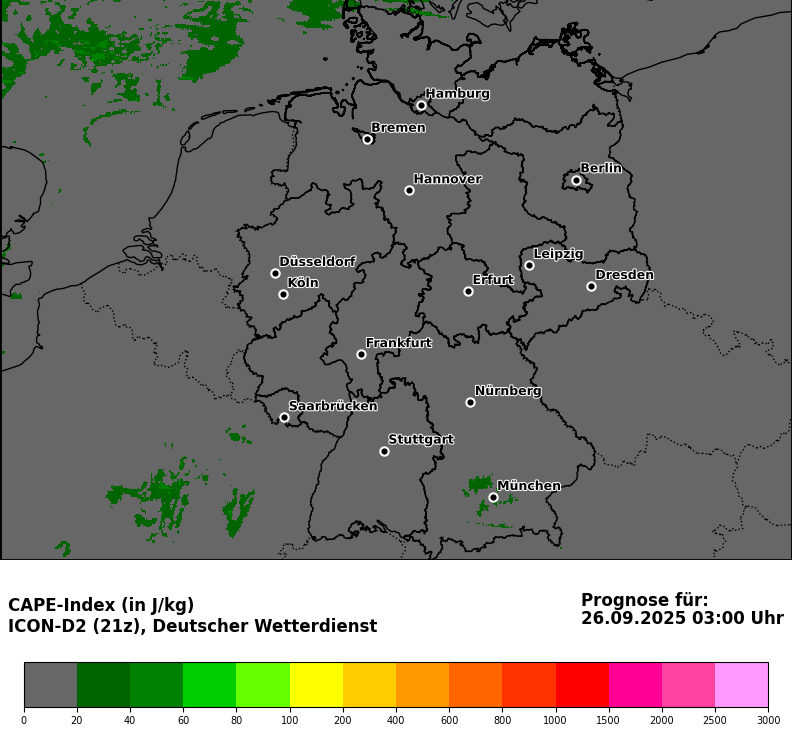 Hamburg
Bremen
Berlin
Hannover
Leipzig
Düsseldorf
Dresden
Erfurt
Köln
Frankfurt
Nürnberg
Saarbrücken
Stuttgart
München
CAPE-Index (in J/kg)
ICON-D2 (21z), Deutscher Wetterdienst
Prognose für:
26.09.2025 03:00 Uhr
0 20 40 60 80 100 200 400 600 800 1000 1500 2000 2500 3000